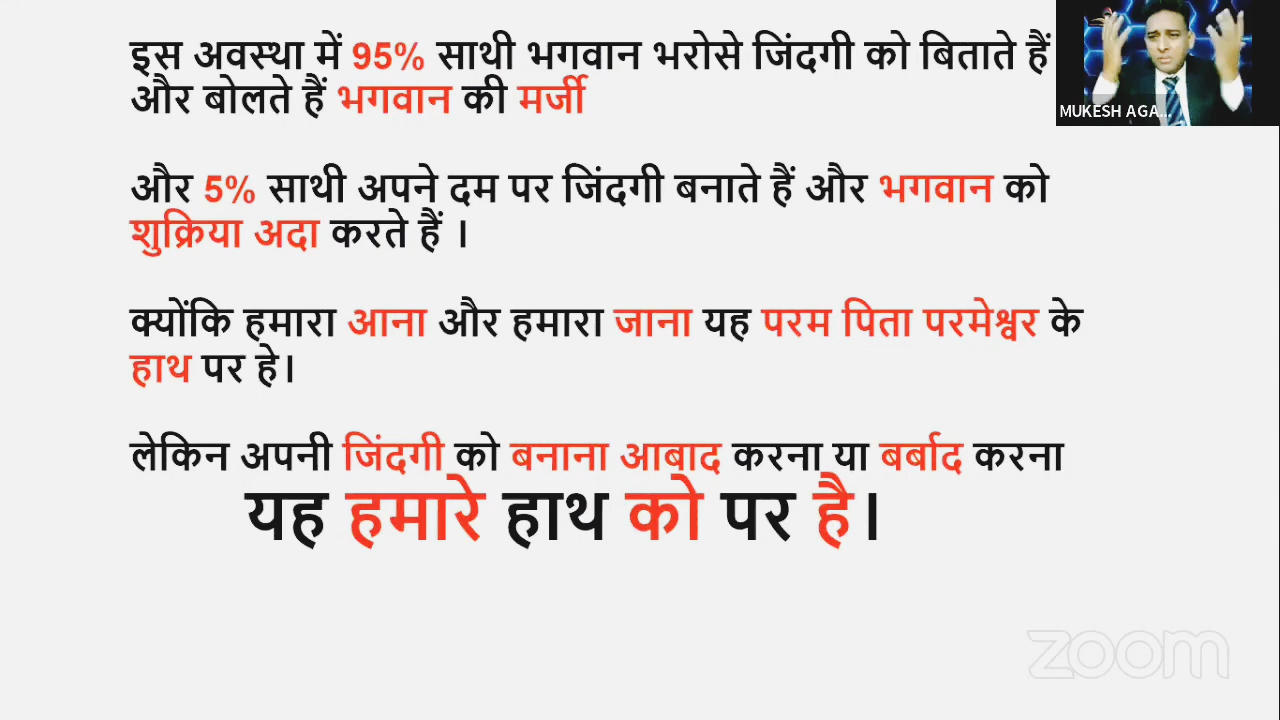 इस अवस्था में 95% साथी भगवान भरोसे जिंदगी को बिताते हैं
और बोलते हैं भगवान की मर्जी
और 5% साथी अपने दम पर जिंदगी बनाते हैं और भगवान को
शुक्रिया अदा करते हैं ।
क्योंकि हमारा आना और हमारा जाना यह परम पिता परमेश्वर के
हाथ पर हे।
लेकिन अपनी जिंदगी को बनाना आबाद करना या बर्बाद करना
यह हमारे हाथ को पर है।
MUKESH AGA...
zoom